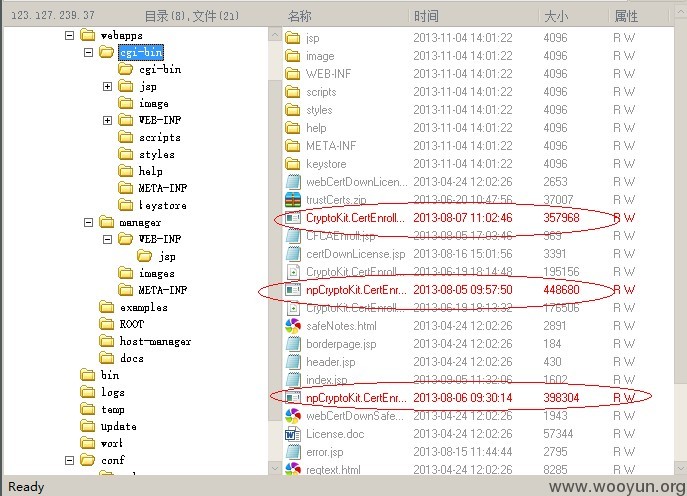 123.127.239.37 目录(8),文件(21) 名称 时间 大小 属性
webapps
cgi-bin
cgi-bin
jsp
image
WEB-INF
scripts
styles
help
META-INF
keystore
manager
WEB-INF
jsp
images
META-INF
examples
ROOT
host-manager
docs
bin
logs
temp
update
work
conf
jsp 2013-11-04 14:01:22 4096 R W
image 2013-11-04 14:01:22 4096 R W
WEB-INF 2013-11-04 14:01:22 4096 R W
scripts 2013-11-04 14:01:22 4096 R W
styles 2013-11-04 14:01:22 4096 R W
help 2013-11-04 14:01:22 4096 R W
META-INF 2013-11-04 14:01:22 4096 R W
keystore 2013-11-04 14:01:22 4096 R W
webCertDownLicen... 2013-04-24 12:02:26 2653 R W
trustCerts.zip 2013-06-20 10:47:56 37007 R W
CryptoKit.CertEnroll... 2013-08-07 11:02:46 357968 R W
CFCAEnroll.jsp 2013-09-05 17:03:46 363 R W
certDownLicense.jsp 2013-08-16 15:01:56 3391 R W
CryptoKit.CertEnroll... 2013-06-19 18:14:48 195156 R W
npCryptoKit.CertEnr... 2013-08-05 09:57:50 448680 R W
CryptoKit.CertEnroll... 2013-06-19 18:13:32 176506 R W
safeNotes.html 2013-04-24 12:02:26 2891 R W
borderpage.jsp 2013-04-24 12:02:26 184 R W
header.jsp 2013-04-24 12:02:26 430 R W
index.jsp 2013-09-05 11:32:06 1602 R W
npCryptoKit.CertEnr... 2013-08-06 09:30:14 398304 R W
webCertDownSafe... 2013-04-24 12:02:26 1943 R W
License.doc 2013-04-24 12:02:26 57344 R W
error.jsp 2013-08-15 11:44:44 2795 R W
regtext.html 2013-04-24 12:02:26 8285 R W
Ready
www.wooyun.org